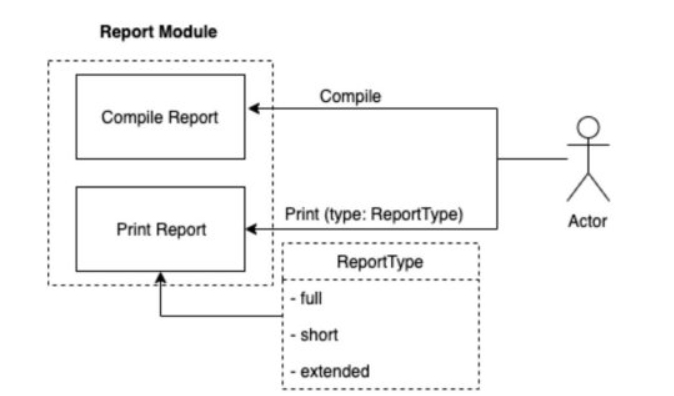 Report Module
Compile Report
Compile
Print Report
Print (type: ReportType)
Actor
ReportType
- full
- short
- extended